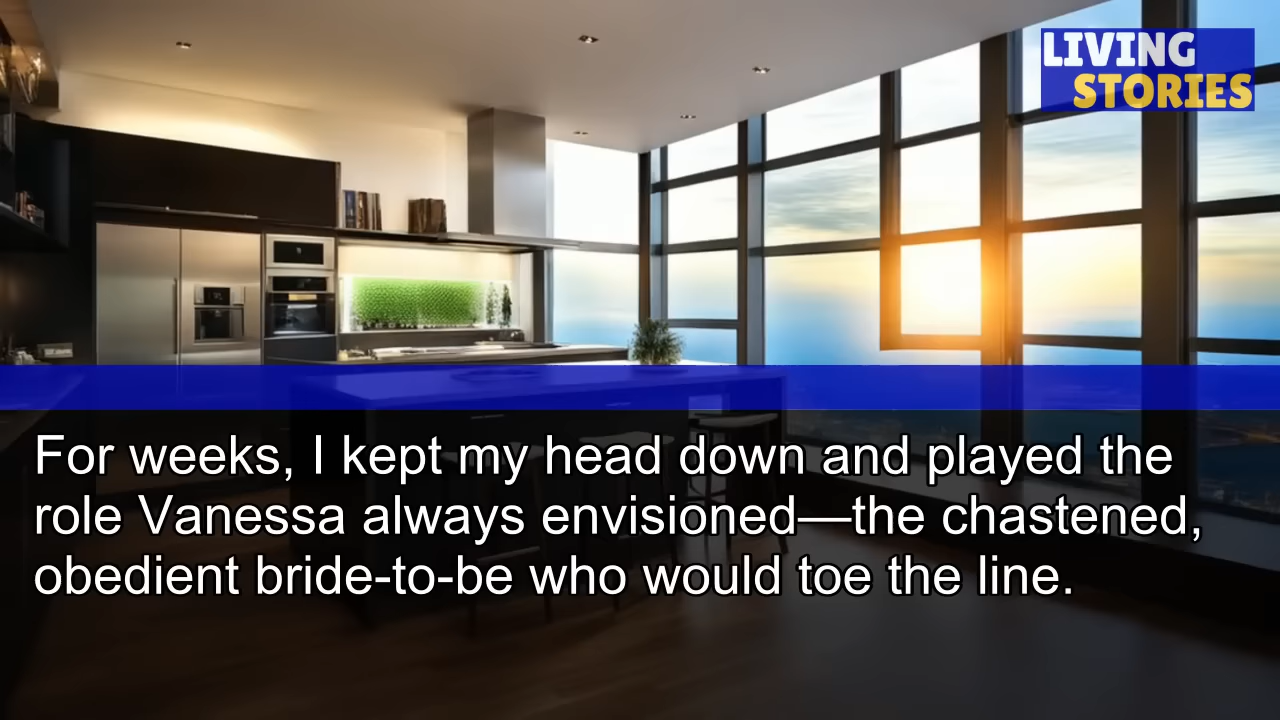 LIVING
STORIES
For weeks, I kept my head down and played the
role Vanessa always envisioned—the chastened,
obedient bride-to-be who would toe the line.